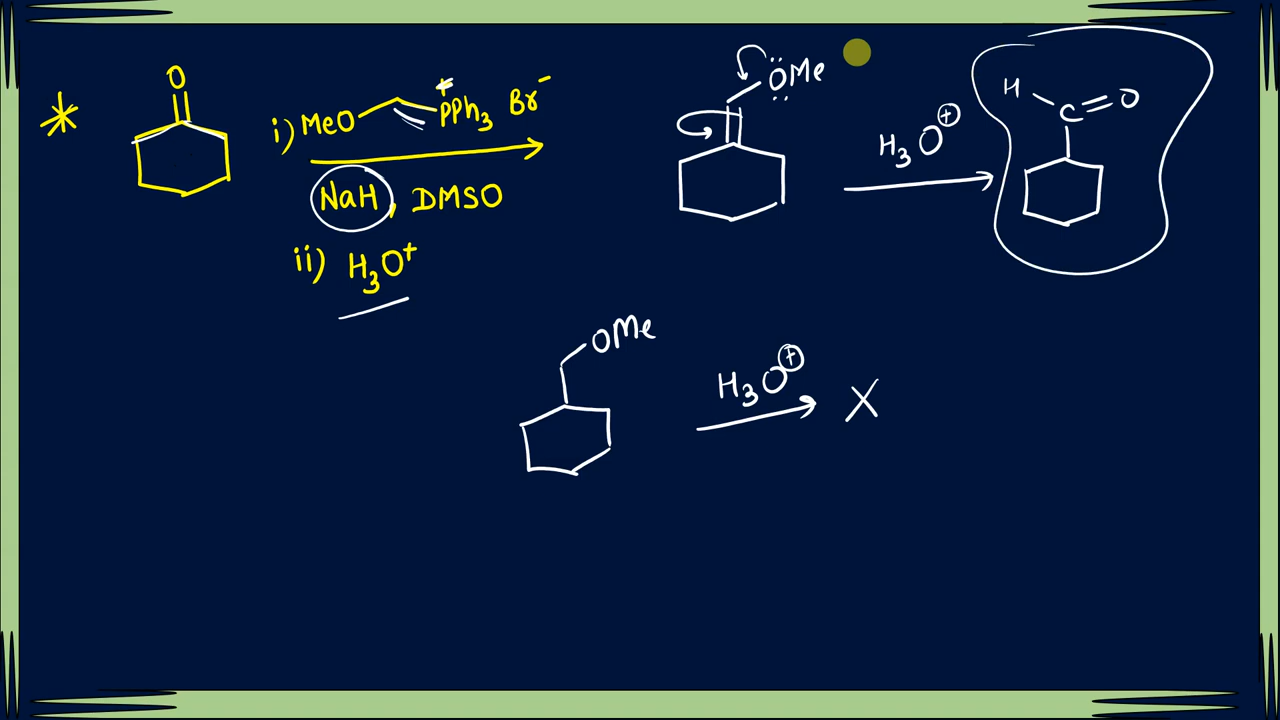 O
i) MeO PPh3 + Br-
NaH, DMSO
ii) H3O+
OMe
H3O⊕
H C O
OMe
H3O⊕
X